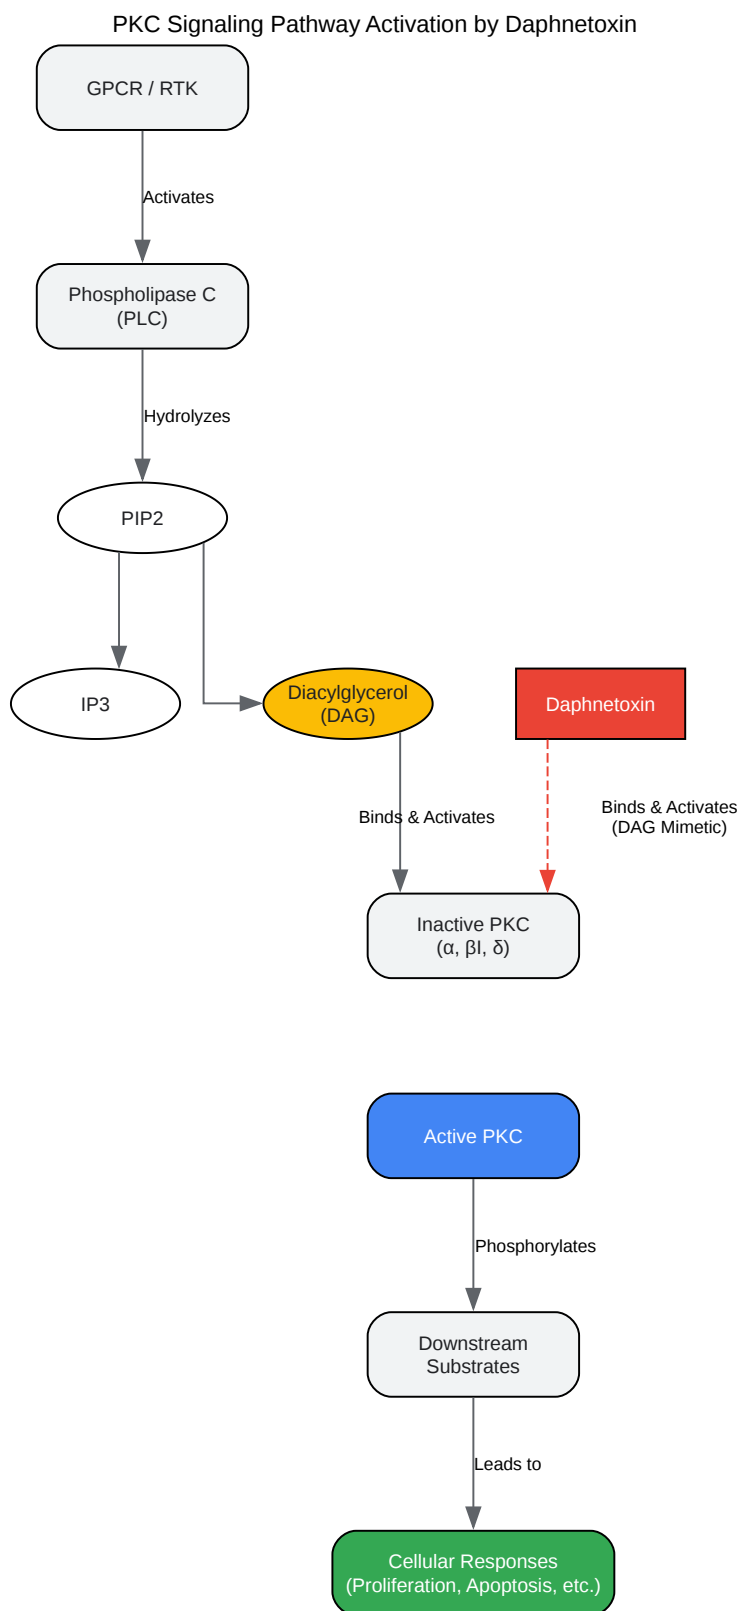 PKC Signaling Pathway Activation by Daphnetoxin
GPCR / RTK
Activates
Phospholipase C
(PLC)
Hydrolyzes
PIP2
IP3
Diacylglycerol
(DAG)
Daphnetoxin
Binds & Activates
Binds & Activates
(DAG Mimetic)
Inactive PKC
(α, βI, δ)
Active PKC
Phosphorylates
Downstream
Substrates
Leads to
Cellular Responses
(Proliferation, Apoptosis, etc.)